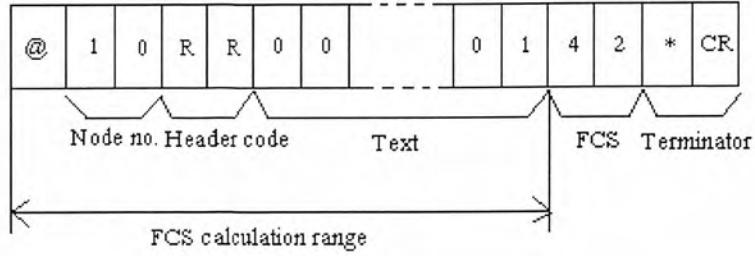 @ 1 0 R R 0 0 0 1 4 2 * CR
Node no. Header code Text FCS Terminator
FCS calculation range